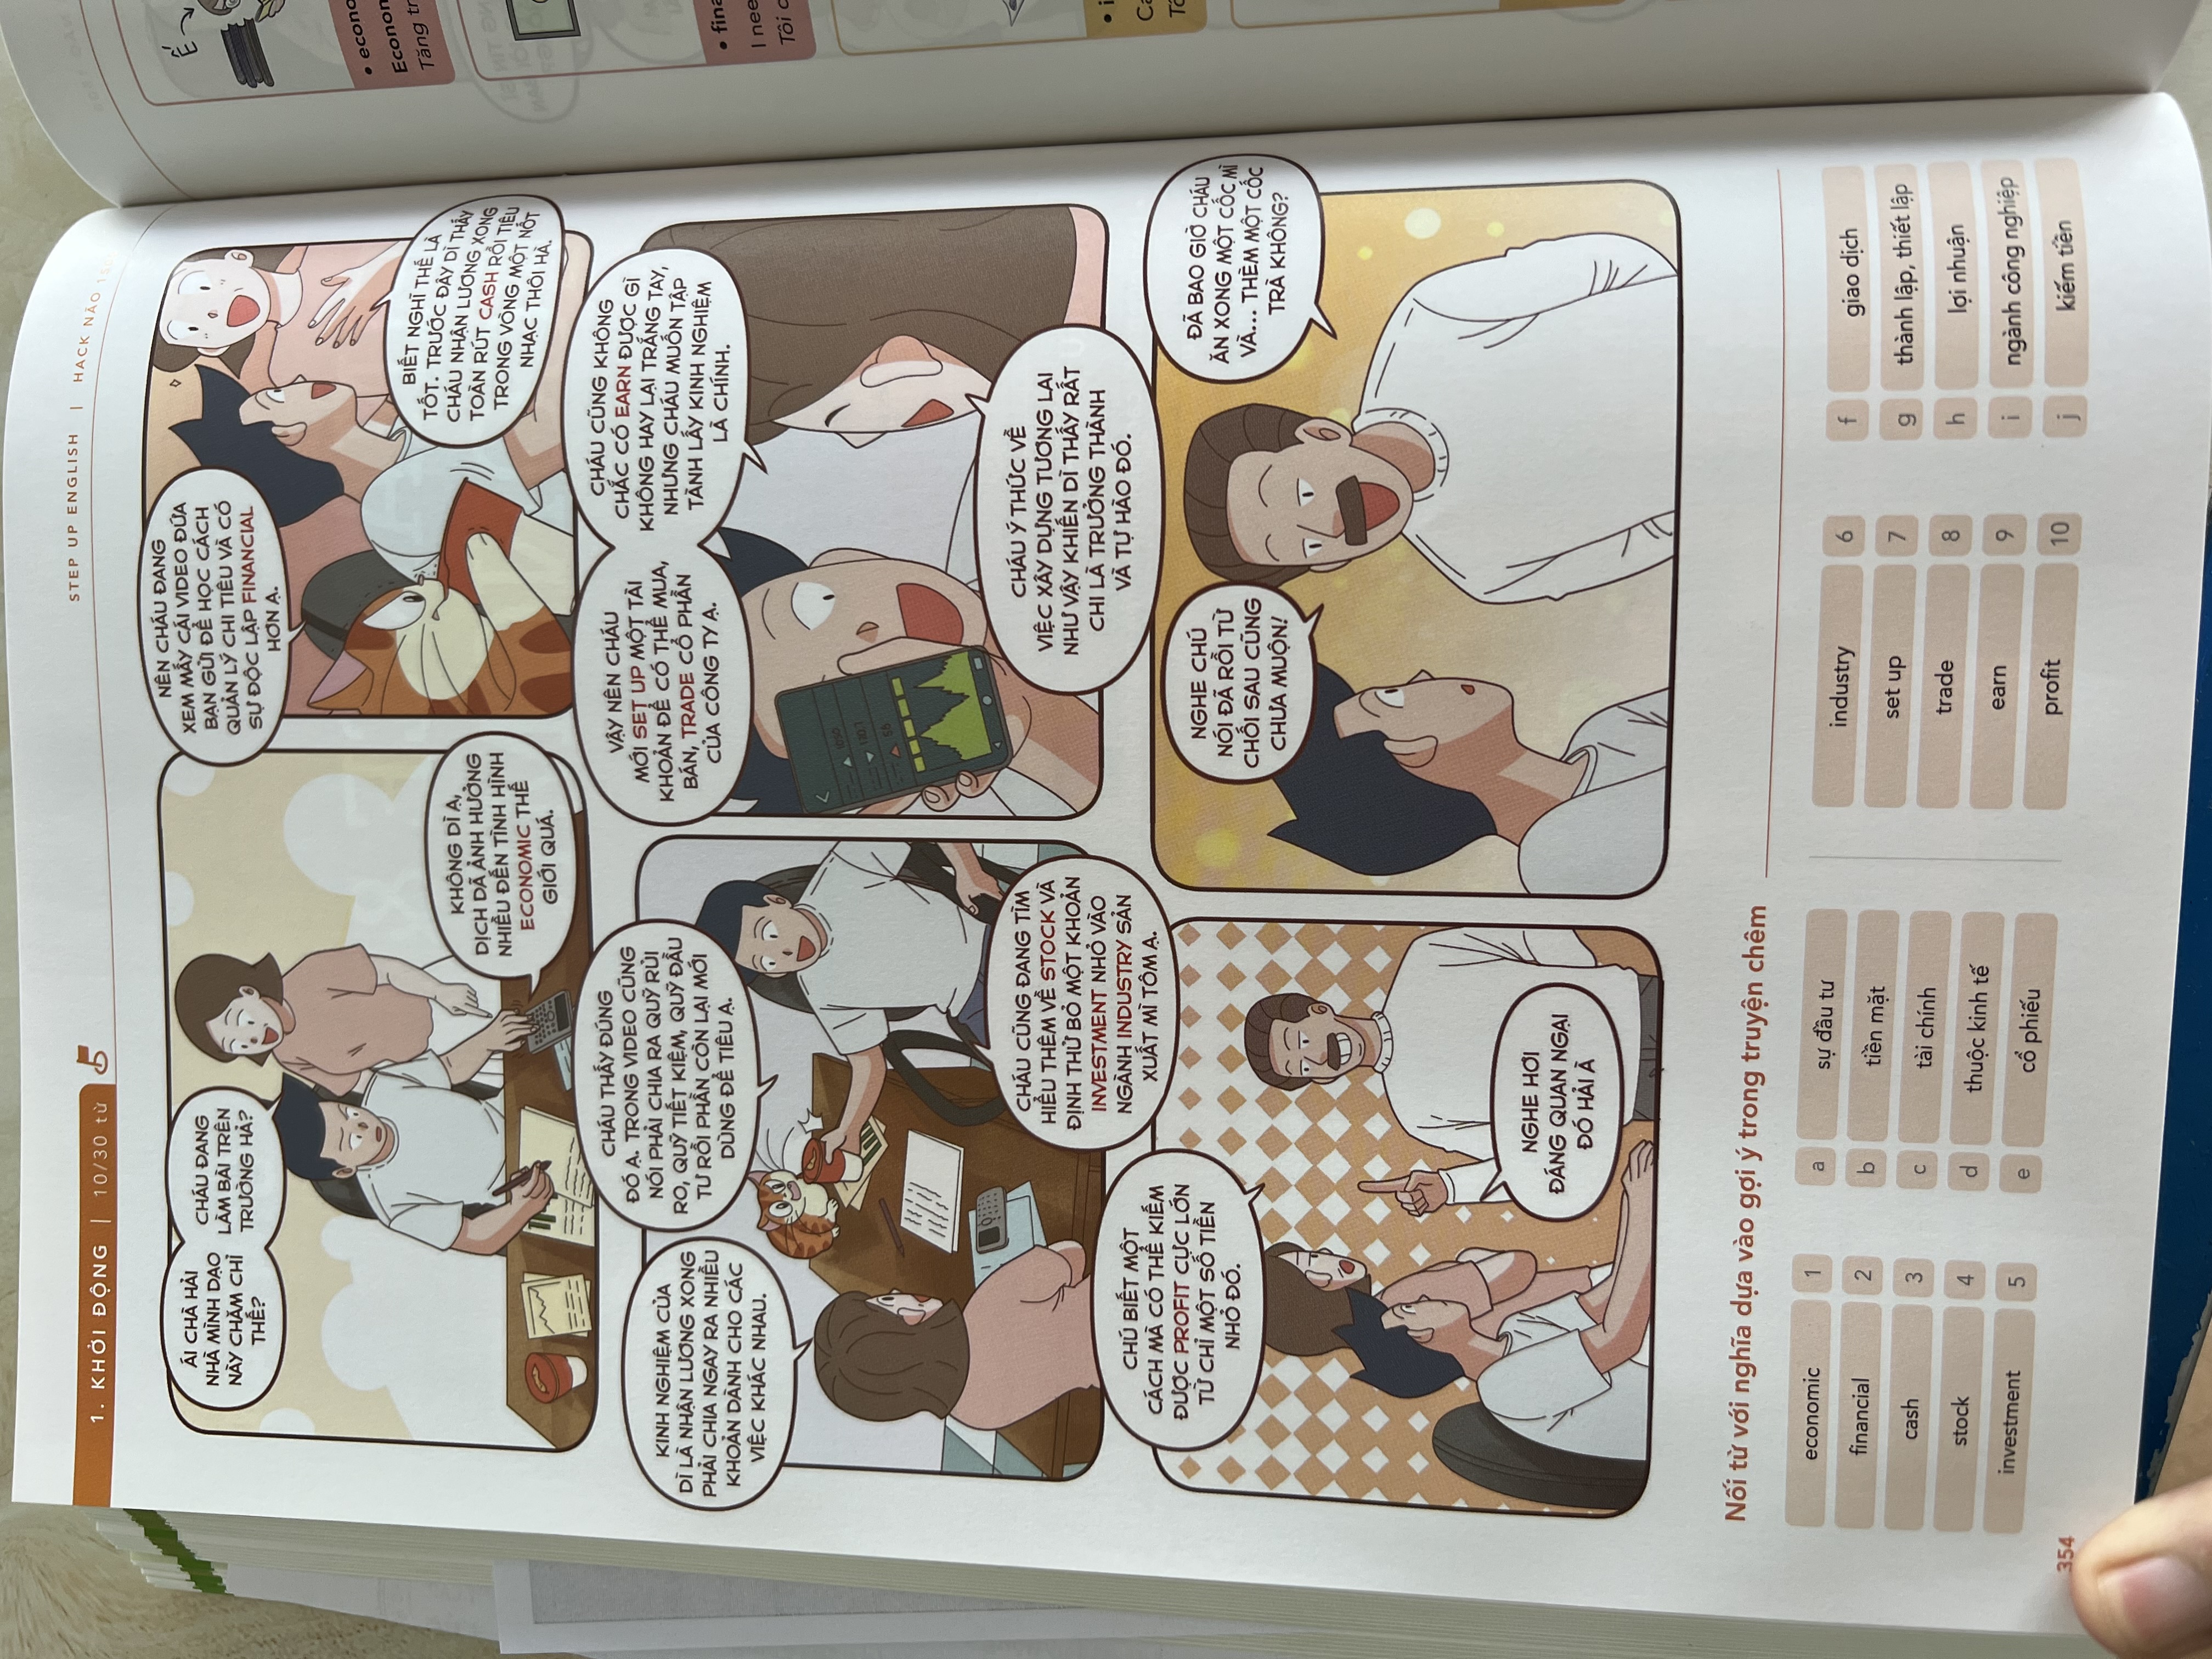 1. KHỞI ĐỘNG | 10/30 từ
STEP UP ENGLISH | HACK NÃO
ÁI CHÀ HẢI
NHÀ MÌNH DẠO
NÀY CHĂM CHỈ
THẾ?
CHÁU ĐANG
LÀM BÀI TRÊN
TRƯỜNG HẢ?
KHÔNG DÌ Ạ,
DỊCH DÃ ẢNH HƯỞNG
NHIỀU ĐẾN TÌNH HÌNH
ECONOMIC THẾ
GIỚI QUÁ.
NÊN CHÁU ĐANG
XEM MẤY CÁI VIDEO ĐỨA
BẠN GỬI ĐỂ HỌC CÁCH
QUẢN LÝ CHI TIÊU VÀ CÓ
SỰ ĐỘC LẬP FINANCIAL
HƠN Ạ.
BIẾT NGHĨ THẾ LÀ
TỐT. TRƯỚC ĐÂY DÌ THẤY
CHÁU NHẬN LƯƠNG XONG
TOÀN RÚT CASH RỒI TIÊU
TRONG VÒNG MỘT NỐT
NHẠC THÔI HÀ.
KINH NGHIỆM CỦA
DÌ LÀ NHẬN LƯƠNG XONG
PHẢI CHIA NGAY RA NHIỀU
KHOẢN DÀNH CHO CÁC
VIỆC KHÁC NHAU.
CHÁU THẤY ĐÚNG
ĐÓ Ạ. TRONG VIDEO CŨNG
NÓI PHẢI CHIA RA QUỸ RỦI
RO, QUỸ TIẾT KIỆM, QUỸ ĐẦU
TƯ RỒI PHẦN CÒN LẠI MỚI
DÙNG ĐỂ TIÊU Ạ.
CHÁU CŨNG ĐANG TÌM
HIỂU THÊM VỀ STOCK VÀ
ĐỊNH THỬ BỎ MỘT KHOẢN
INVESTMENT NHỎ VÀO
NGÀNH INDUSTRY SẢN
XUẤT MÌ TÔM Ạ.
VẬY NÊN CHÁU
MỚI SET UP MỘT TÀI
KHOẢN ĐỂ CÓ THỂ MUA,
BÁN, TRADE CỔ PHẦN
CỦA CÔNG TY Ạ.
CHÁU CŨNG KHÔNG
CHẮC CÓ EARN ĐƯỢC GÌ
KHÔNG HAY LẠI TRẮNG TAY,
NHƯNG CHÁU MUỐN TẬP
TÀNH LẤY KINH NGHIỆM
LÀ CHÍNH.
CHÁU Ý THỨC VỀ
VIỆC XÂY DỰNG TƯƠNG LAI
NHƯ VẬY KHIẾN DÌ THẤY RẤT
CHI LÀ TRƯỞNG THÀNH
VÀ TỰ HÀO ĐÓ.
CHÚ BIẾT MỘT
CÁCH MÀ CÓ THỂ KIẾM
ĐƯỢC PROFIT CỰC LỚN
TỪ CHỈ MỘT SỐ TIỀN
NHỎ ĐÓ.
NGHE HƠI
ĐÁNG QUAN NGẠI
ĐÓ HẢI À
NGHE CHÚ
NÓI ĐÃ RỒI TỪ
CHỐI SAU CŨNG
CHƯA MUỘN!
ĐÃ BAO GIỜ CHÁU
ĂN XONG MỘT CỐC MÌ
VÀ... THÈM MỘT CỐC
TRÀ KHÔNG?
Nối từ với nghĩa dựa vào gợi ý trong truyện chêm
economic 1 a sự đầu tư
financial 2 b tiền mặt
cash 3 c tài chính
stock 4 d thuộc kinh tế
investment 5 e cổ phiếu
industry 6 f giao dịch
set up 7 g thành lập, thiết lập
trade 8 h lợi nhuận
earn 9 i ngành công nghiệp
profit 10 j kiếm tiền
354